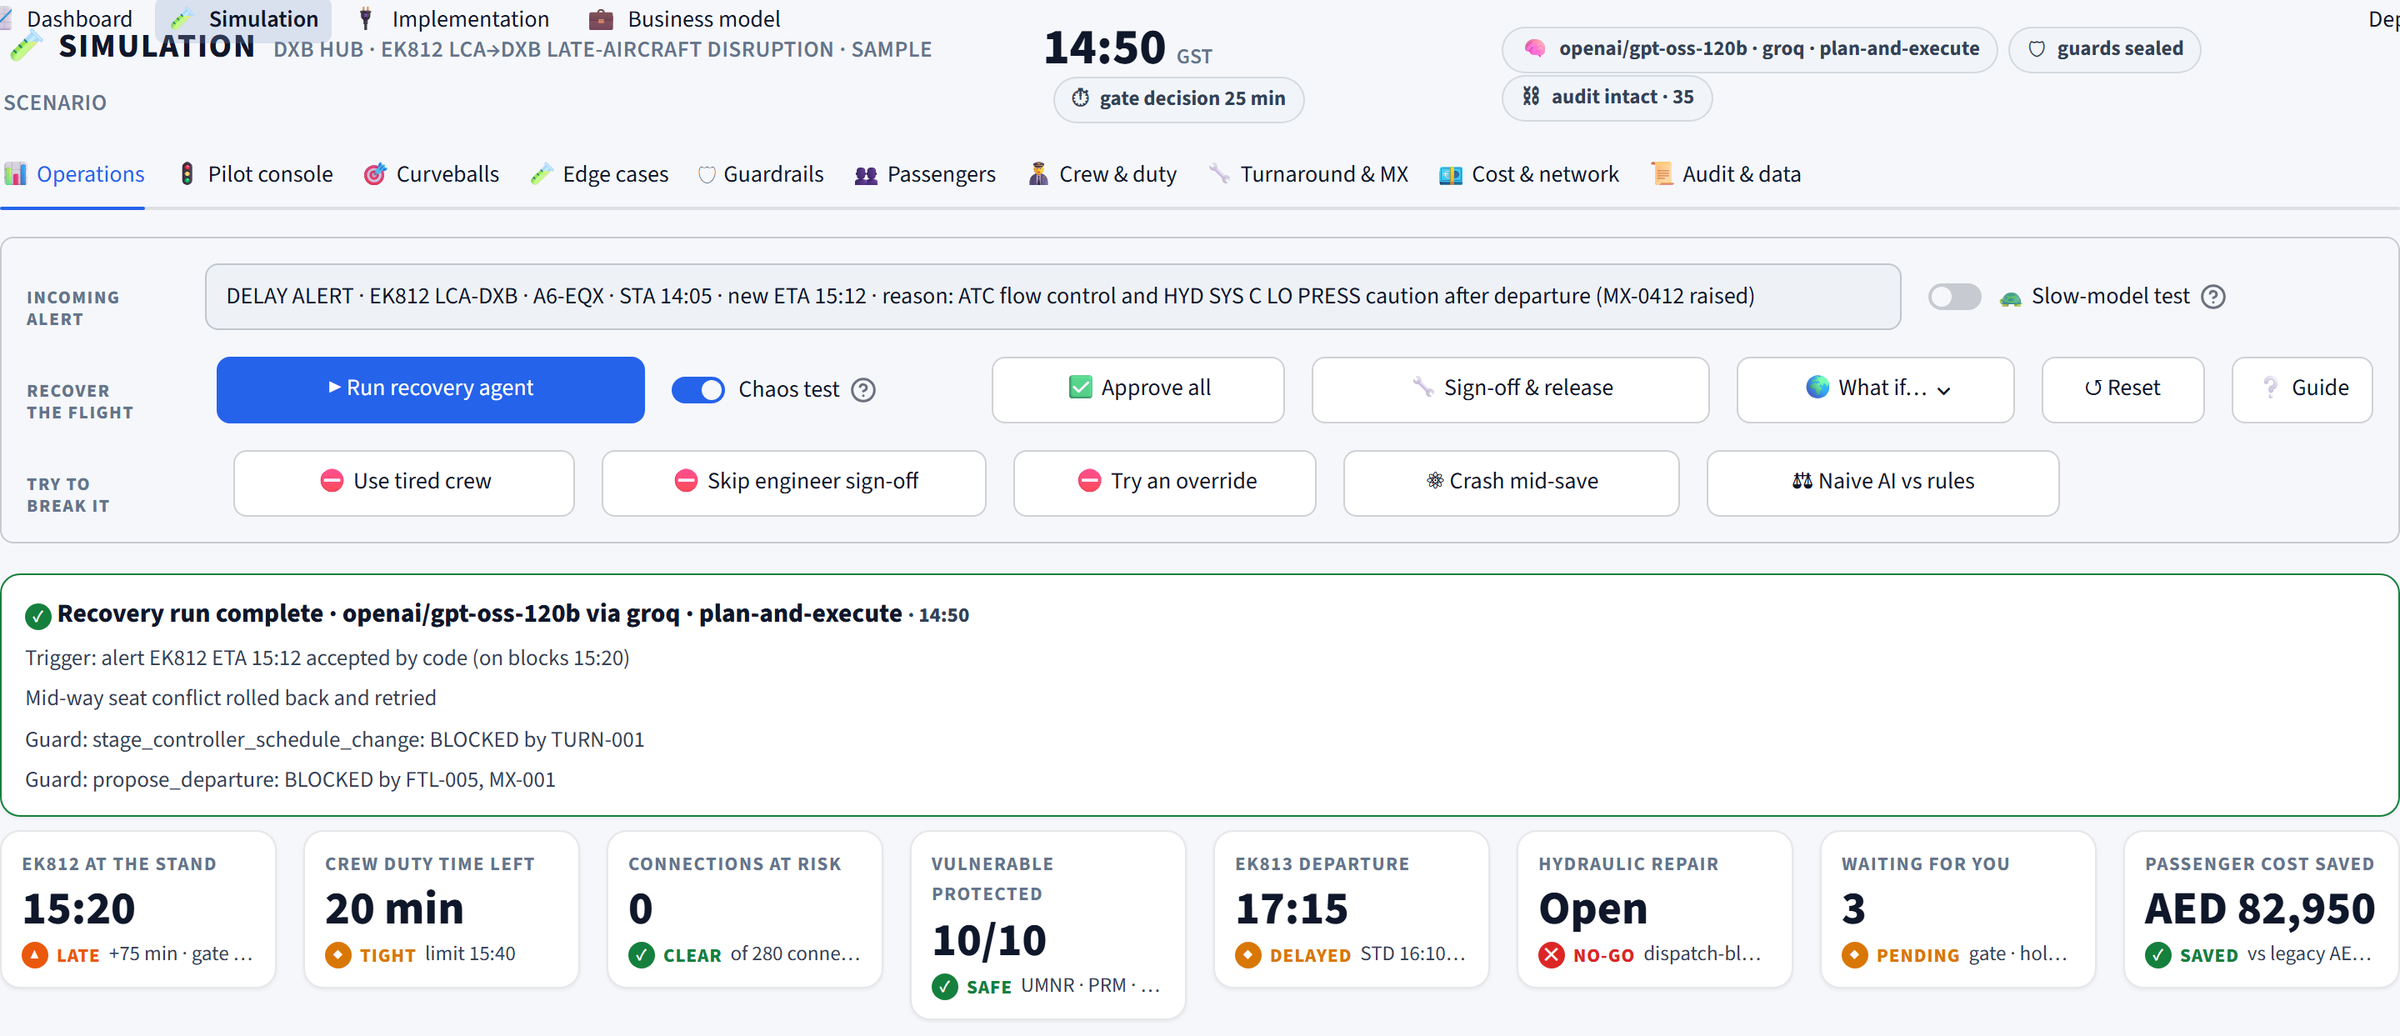 Dashboard Simulation Implementation Business model Dep
SIMULATION DXB HUB · EK812 LCA→DXB LATE-AIRCRAFT DISRUPTION · SAMPLE
SCENARIO
14:50 GST
gate decision 25 min
openai/gpt-oss-120b · groq · plan-and-execute
guards sealed
audit intact · 35
Operations Pilot console Curveballs Edge cases Guardrails Passengers Crew & duty Turnaround & MX Cost & network Audit & data
INCOMING
ALERT
DELAY ALERT · EK812 LCA-DXB · A6-EQX · STA 14:05 · new ETA 15:12 · reason: ATC flow control and HYD SYS C LO PRESS caution after departure (MX-0412 raised)
Slow-model test
RECOVER
THE FLIGHT
Run recovery agent
Chaos test
Approve all
Sign-off & release
What if...
Reset
Guide
TRY TO
BREAK IT
Use tired crew
Skip engineer sign-off
Try an override
Crash mid-save
Naive AI vs rules
Recovery run complete · openai/gpt-oss-120b via groq · plan-and-execute · 14:50
Trigger: alert EK812 ETA 15:12 accepted by code (on blocks 15:20)
Mid-way seat conflict rolled back and retried
Guard: stage_controller_schedule_change: BLOCKED by TURN-001
Guard: propose_departure: BLOCKED by FTL-005, MX-001
EK812 AT THE STAND
15:20
LATE +75 min · gate ...
CREW DUTY TIME LEFT
20 min
TIGHT limit 15:40
CONNECTIONS AT RISK
0
CLEAR of 280 conne...
VULNERABLE
PROTECTED
10/10
SAFE UMNR · PRM · ...
EK813 DEPARTURE
17:15
DELAYED STD 16:10...
HYDRAULIC REPAIR
Open
NO-GO dispatch-bl...
WAITING FOR YOU
3
PENDING gate · hol...
PASSENGER COST SAVED
AED 82,950
SAVED vs legacy AE...